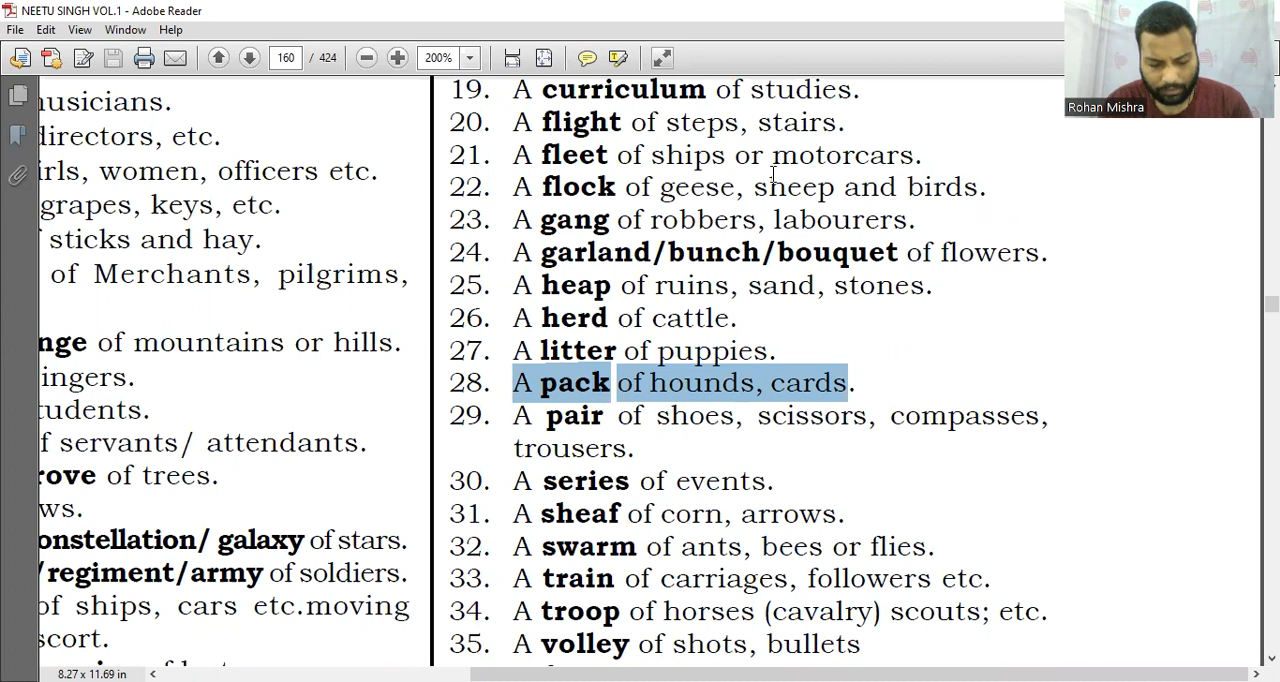 NEETU SINGH VOL.1 - Adobe Reader
File Edit View Window Help
160 / 424 200%
Rohan Mishra
musicians.
directors, etc.
irls, women, officers etc.
grapes, keys, etc.
sticks and hay.
of Merchants, pilgrims,
nge of mountains or hills.
ingers.
tudents.
f servants/ attendants.
rove of trees.
ws.
onstellation/ galaxy of stars.
/regiment/army of soldiers.
of ships, cars etc.moving
scort.
19. A curriculum of studies.
20. A flight of steps, stairs.
21. A fleet of ships or motorcars.
22. A flock of geese, sheep and birds.
23. A gang of robbers, labourers.
24. A garland/bunch/bouquet of flowers.
25. A heap of ruins, sand, stones.
26. A herd of cattle.
27. A litter of puppies.
28. A pack of hounds, cards.
29. A pair of shoes, scissors, compasses,
trousers.
30. A series of events.
31. A sheaf of corn, arrows.
32. A swarm of ants, bees or flies.
33. A train of carriages, followers etc.
34. A troop of horses (cavalry) scouts; etc.
35. A volley of shots, bullets
8.27 x 11.69 in